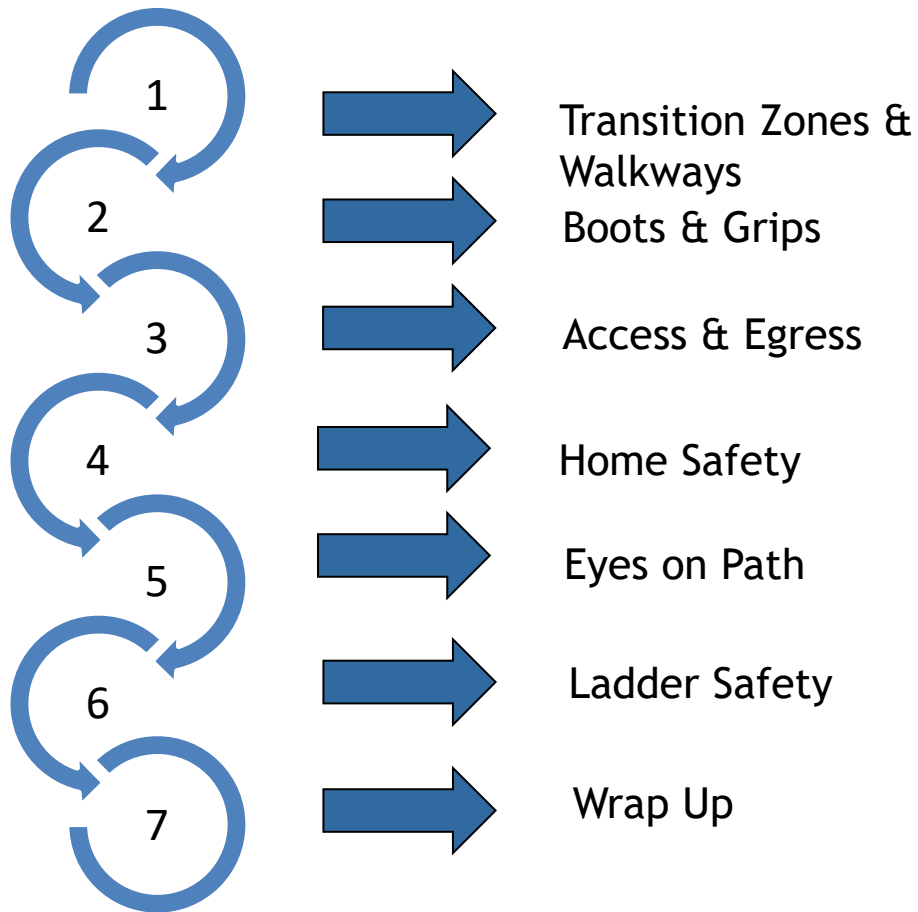 1
Transition Zones &
Walkways
2
Boots & Grips
3
Access & Egress
4
Home Safety
5
Eyes on Path
6
Ladder Safety
7
Wrap Up